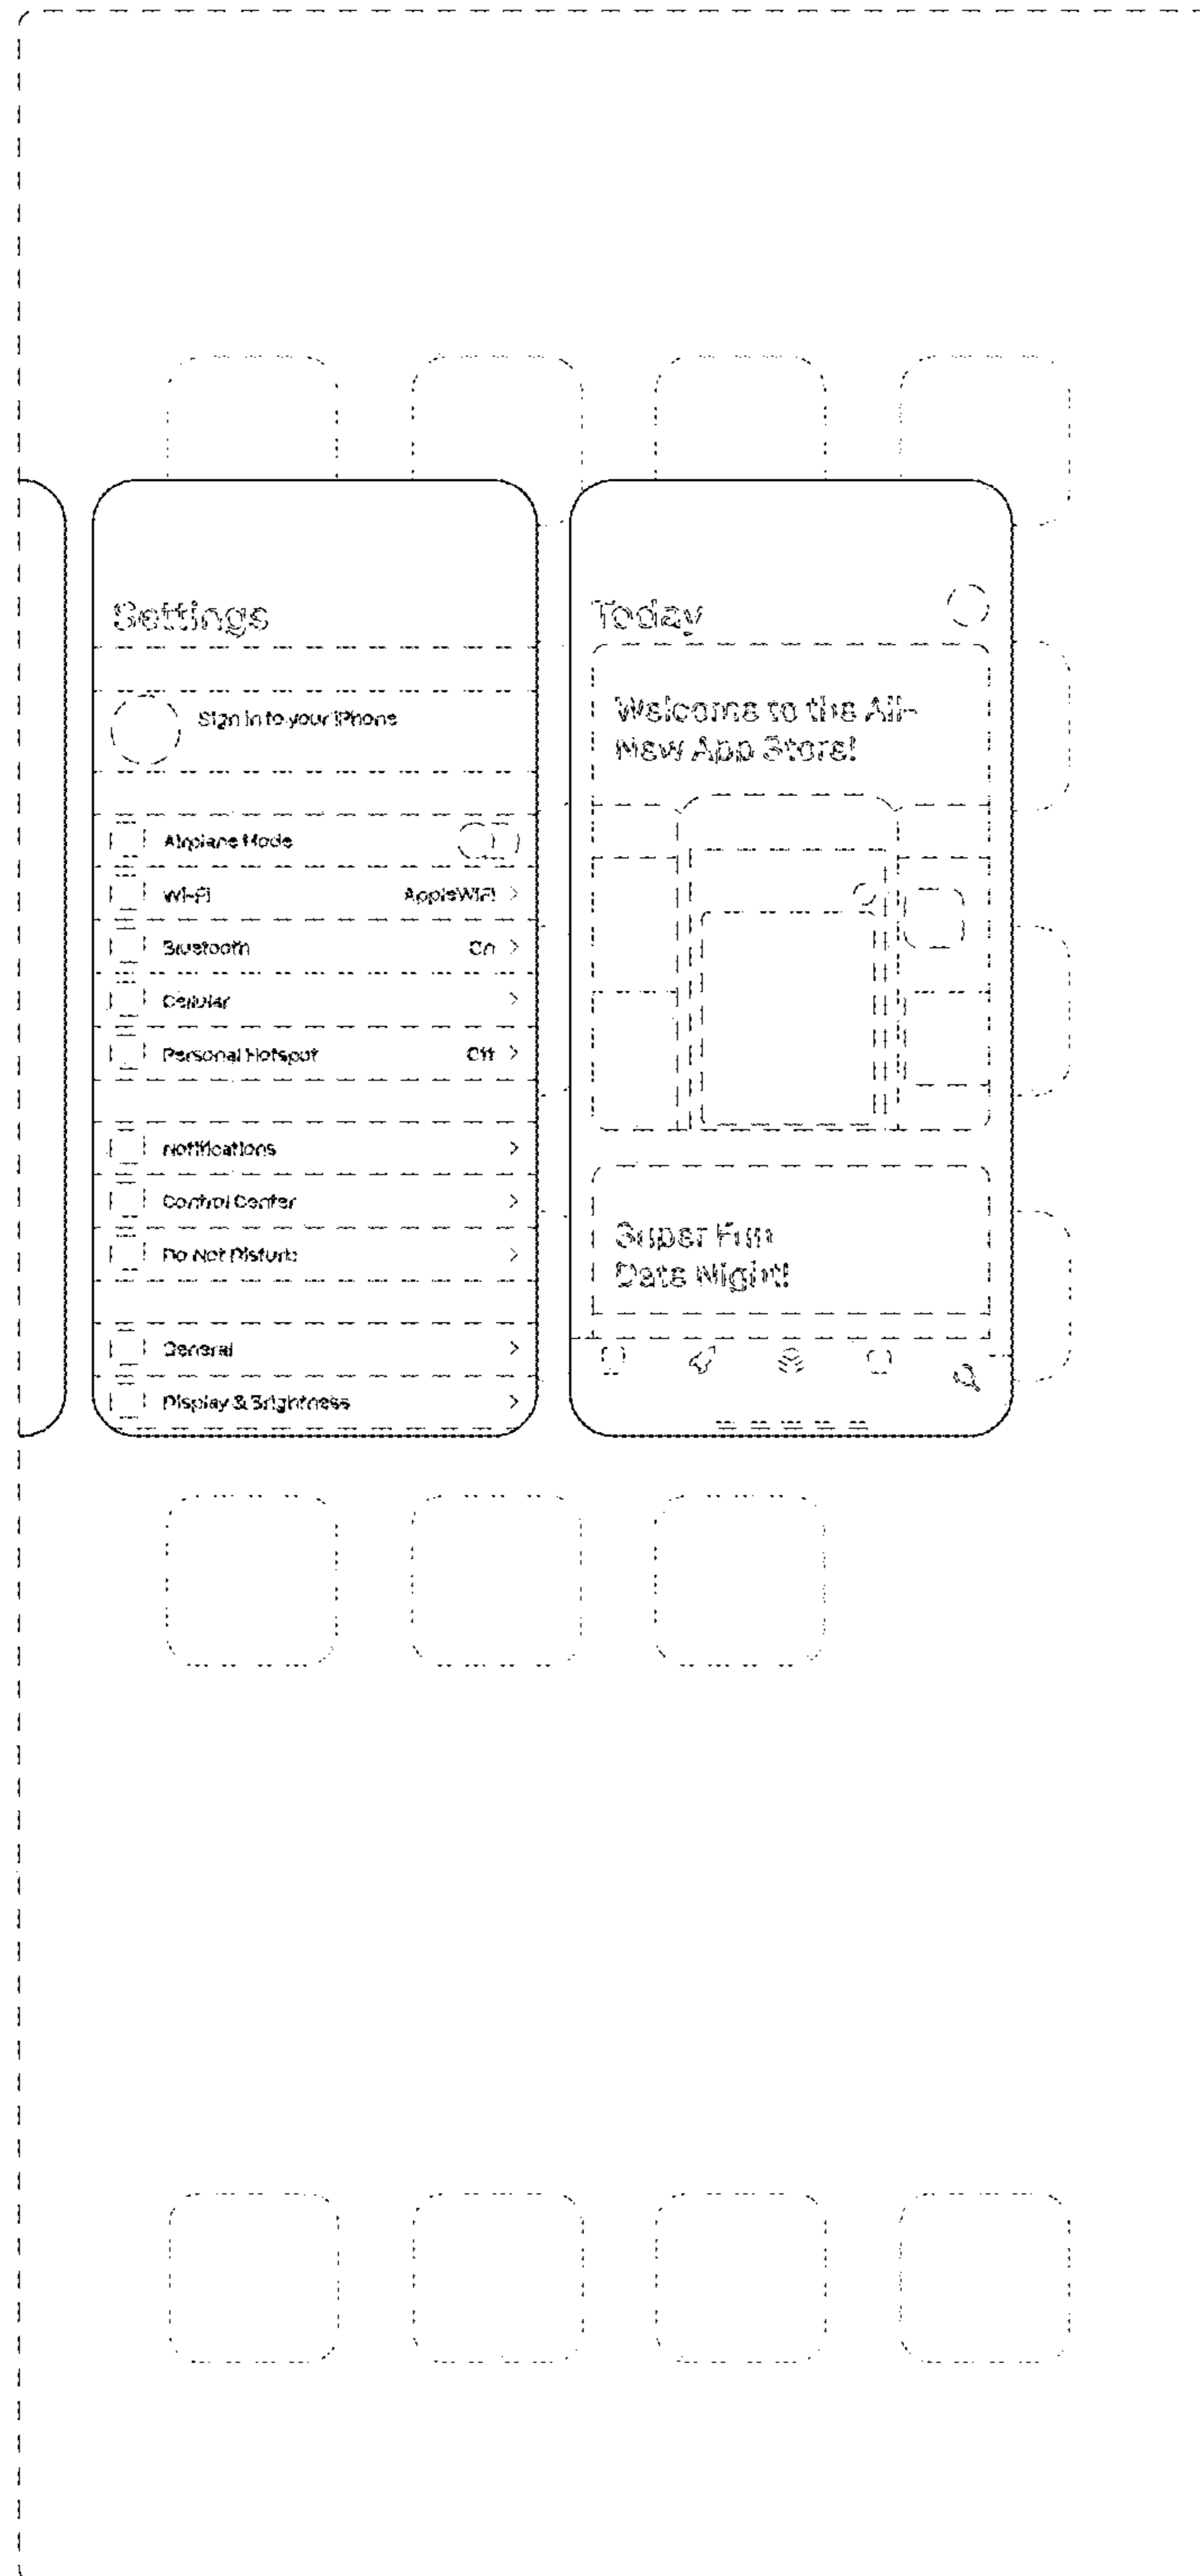 Settings
Sign in to your iPhone
Airplane Mode
Wi-Fi AppleWiFi
Bluetooth On
Cellular
Personal Hotspot Off
Notifications
Control Center
Do Not Disturb
General
Display & Brightness
Today
Welcome to the All-
New App Store!
Super Fun
Date Night!